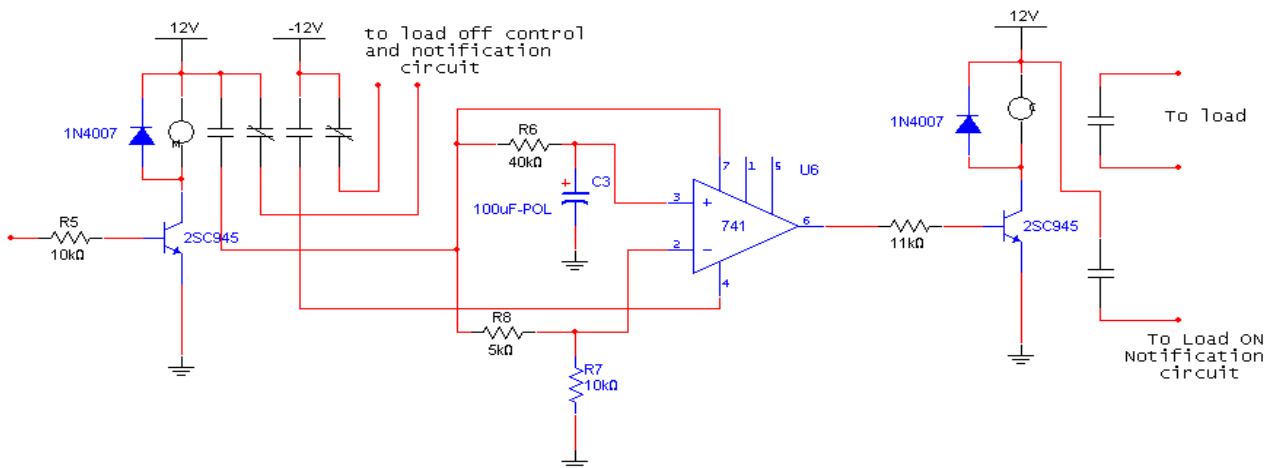 12V
-12V
to load off control
and notification
circuit
12V
1N4007
M
R5
10kΩ
2SC945
R6
40kΩ
C3
+
100uF-POL
7
1
5
U6
3
+
741
6
2
−
4
R8
5kΩ
R7
10kΩ
11kΩ
1N4007
C
2SC945
To load
To Load ON
Notification
circuit